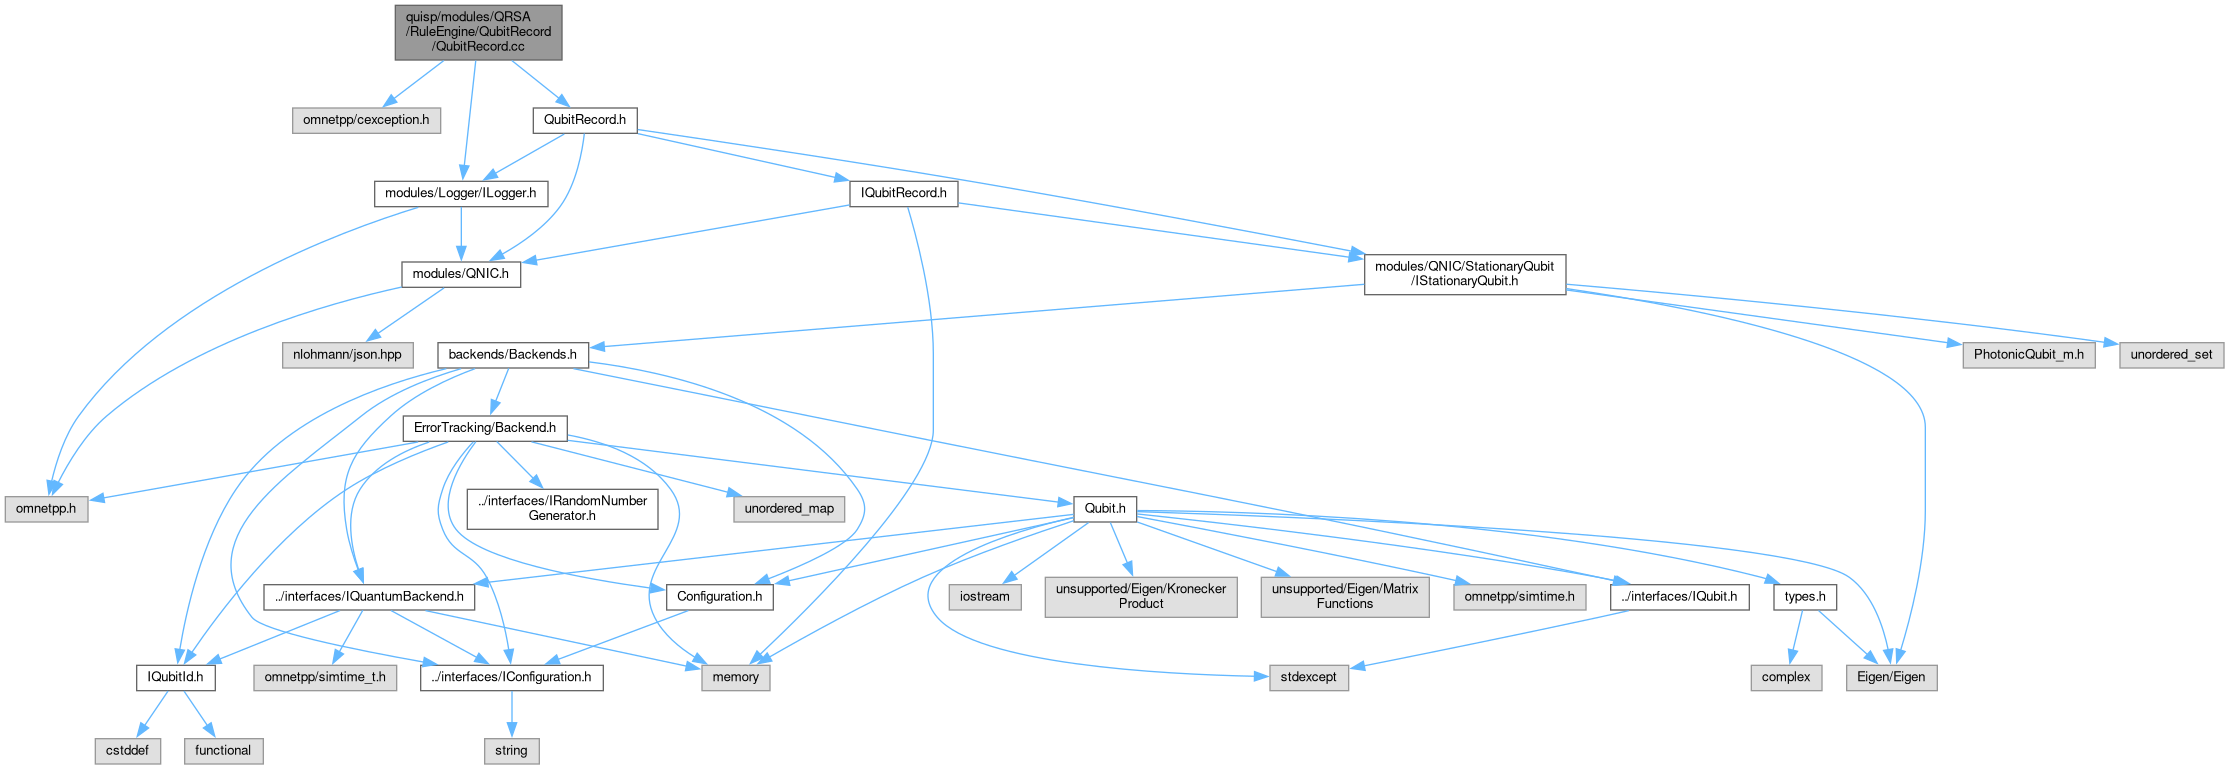 quisp/modules/QRSA
/RuleEngine/QubitRecord
/QubitRecord.cc
omnetpp/cexception.h
QubitRecord.h
modules/Logger/ILogger.h
IQubitRecord.h
modules/QNIC.h
modules/QNIC/StationaryQubit
/IStationaryQubit.h
nlohmann/json.hpp
backends/Backends.h
PhotonicQubit_m.h
unordered_set
ErrorTracking/Backend.h
omnetpp.h
../interfaces/IRandomNumber
Generator.h
unordered_map
Qubit.h
../interfaces/IQuantumBackend.h
Configuration.h
iostream
unsupported/Eigen/Kronecker
Product
unsupported/Eigen/Matrix
Functions
omnetpp/simtime.h
../interfaces/IQubit.h
types.h
IQubitId.h
omnetpp/simtime_t.h
../interfaces/IConfiguration.h
memory
stdexcept
complex
Eigen/Eigen
cstddef
functional
string